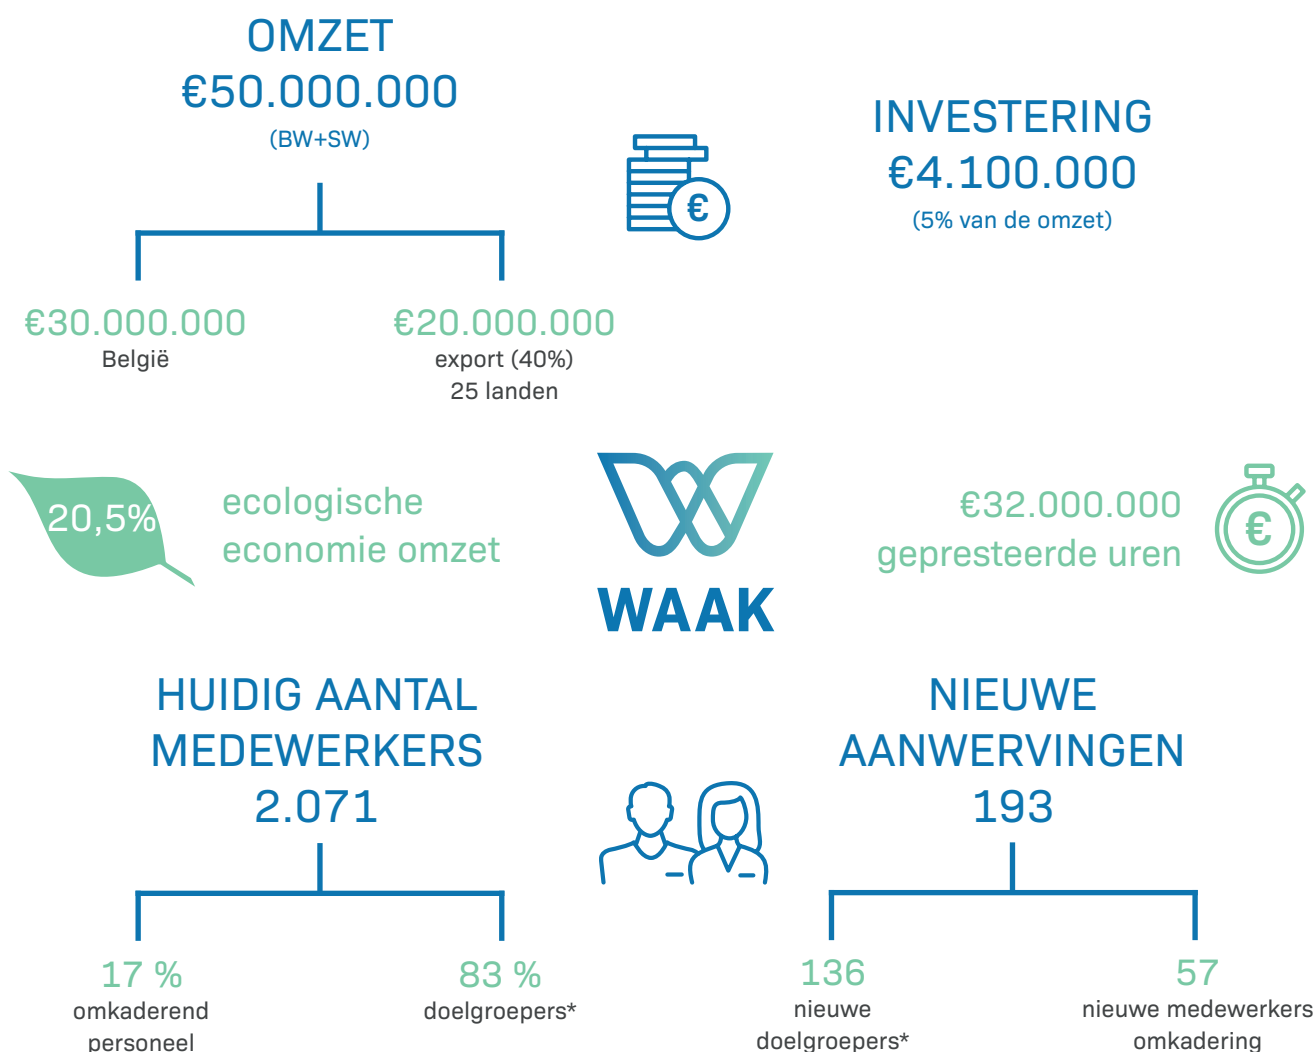 OMZET
€50.000.000
(BW+SW)
€30.000.000
België
€20.000.000
export (40%)
25 landen
€
INVESTERING
€4.100.000
(5% van de omzet)
20,5%
ecologische
economie omzet
WAAK
€32.000.000
gepresteerde uren
€
HUIDIG AANTAL
MEDEWERKERS
2.071
17 %
omkaderend
personeel
83 %
doelgroepers*
NIEUWE
AANWERVINGEN
193
136
nieuwe
doelgroepers*
57
nieuwe medewerkers
omkadering